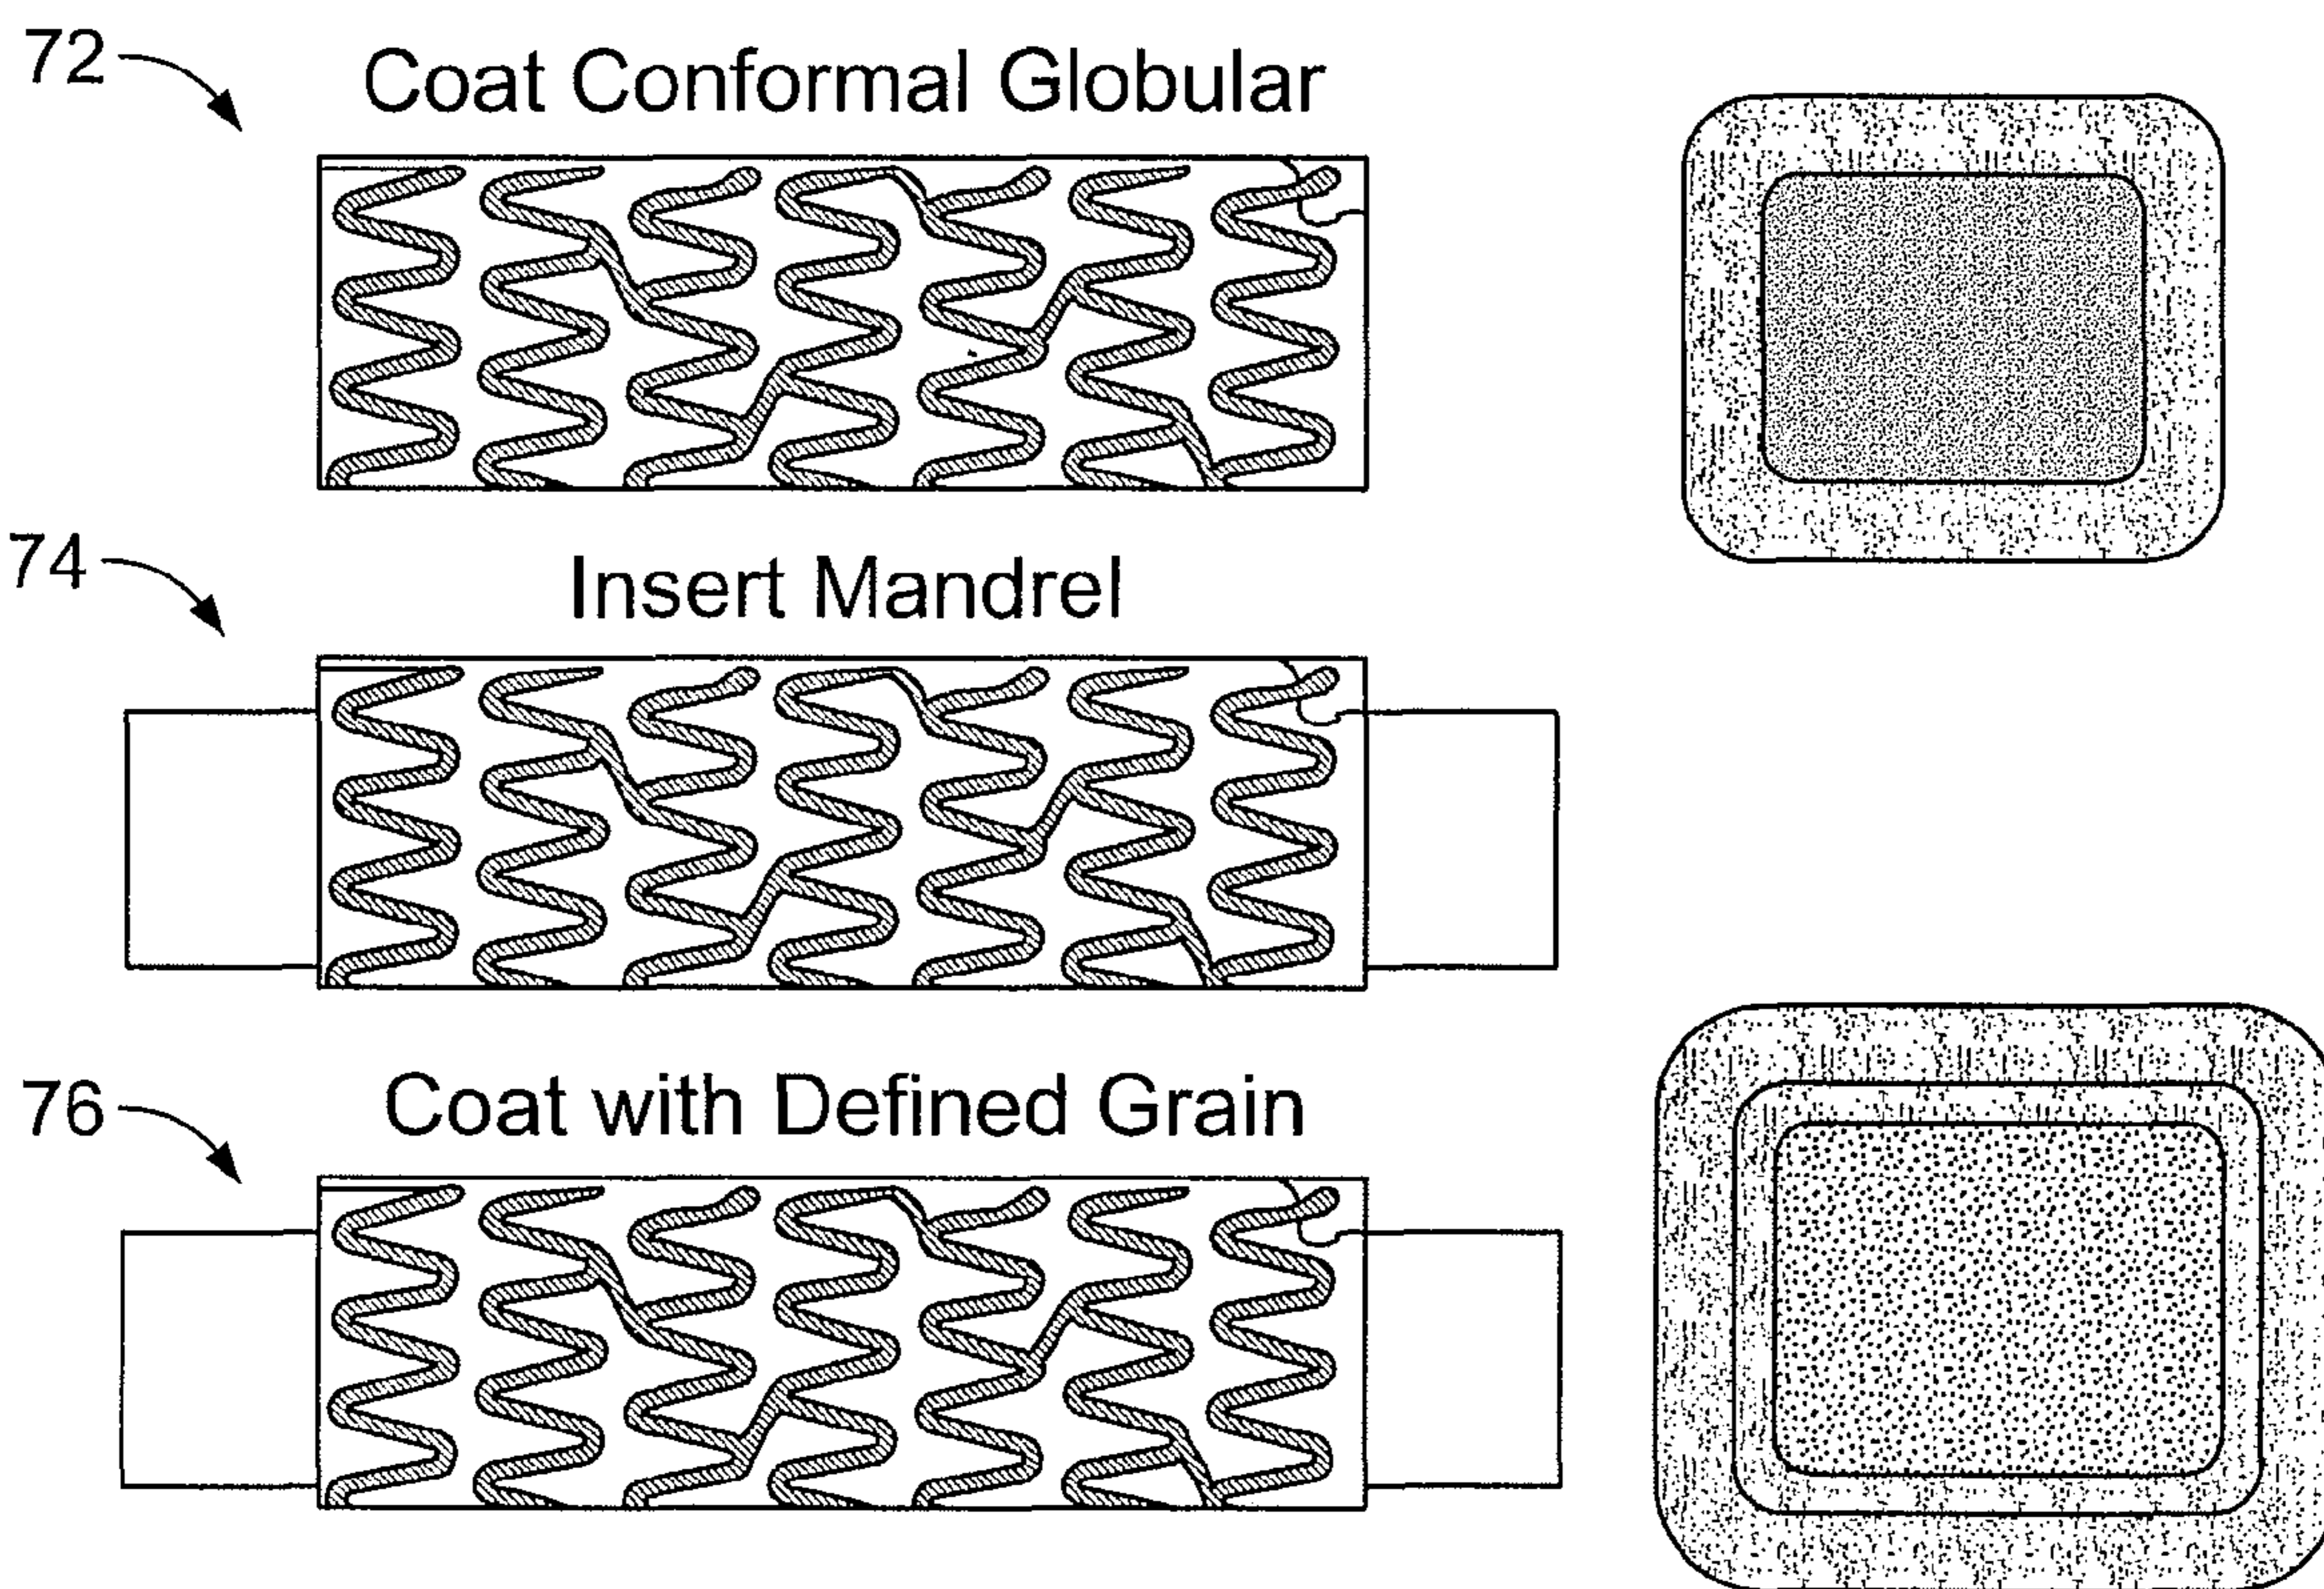 72
Coat Conformal Globular
74
Insert Mandrel
76
Coat with Defined Grain